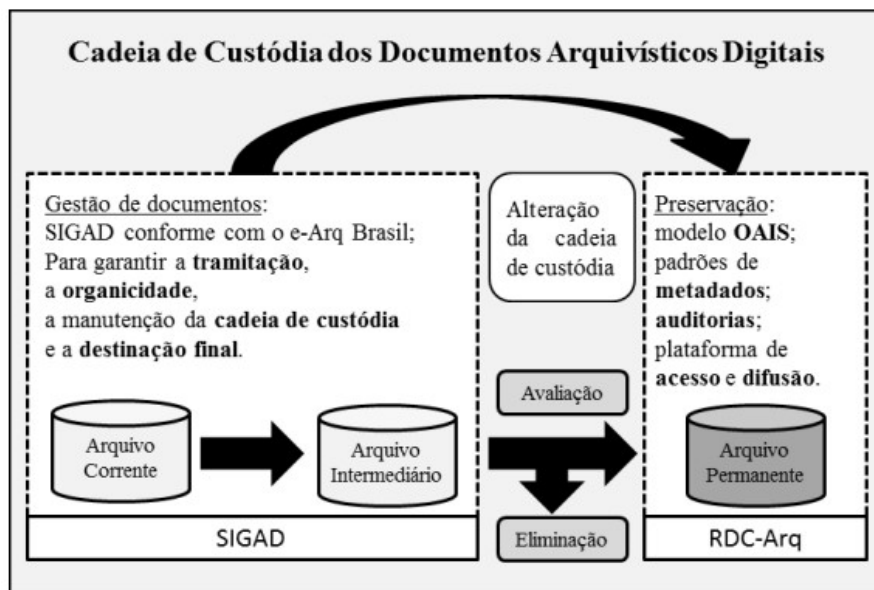 Cadeia de Custódia dos Documentos Arquivísticos Digitais
Gestão de documentos:
SIGAD conforme com o e-Arq Brasil;
Para garantir a tramitação,
a organicidade,
a manutenção da cadeia de custódia
e a destinação final.
Arquivo
Corrente
Arquivo
Intermediário
SIGAD
Alteração
da cadeia
de custódia
Avaliação
Eliminação
Preservação:
modelo OAIS;
padrões de
metadados;
auditorias;
plataforma de
acesso e difusão.
Arquivo
Permanente
RDC-Arq